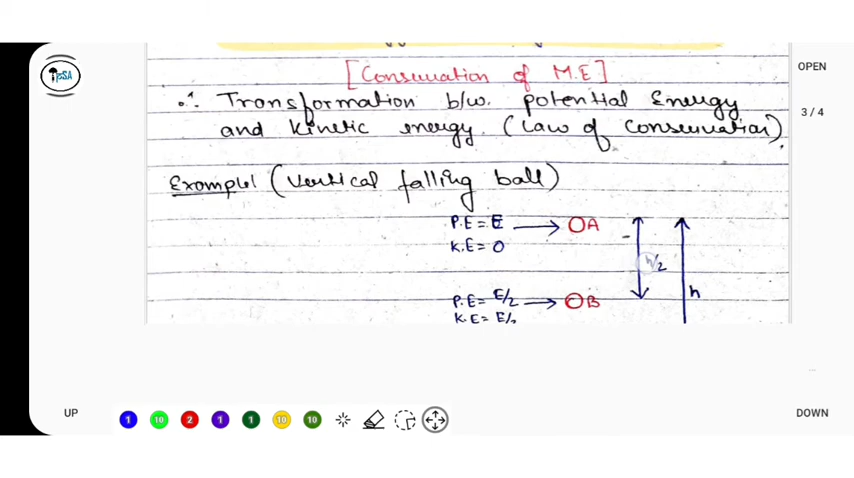 PSA
OPEN
[Conservation of M.E]
∴ Transformation b/w. potential Energy
3 / 4
and kinetic energy. (Law of conservation).
Example! (Vertical falling ball)
P.E = E → OA
K.E = 0
h/2
P.E = E/2 → OB
h
K.E = E/2
UP
1 10 2 1 1 10 10
DOWN